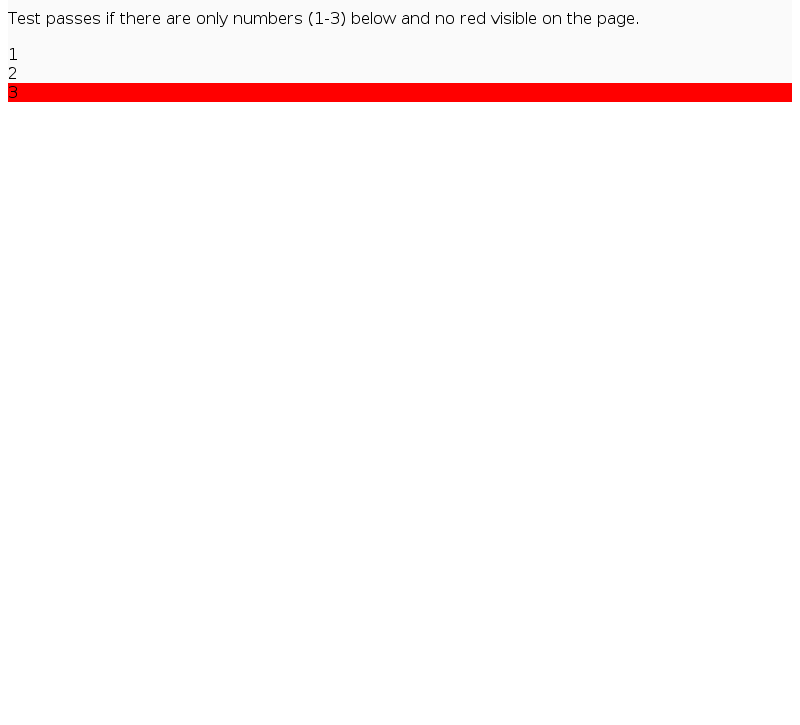 Test passes if there are only numbers (1-3) below and no red visible on the page.
1
2
3